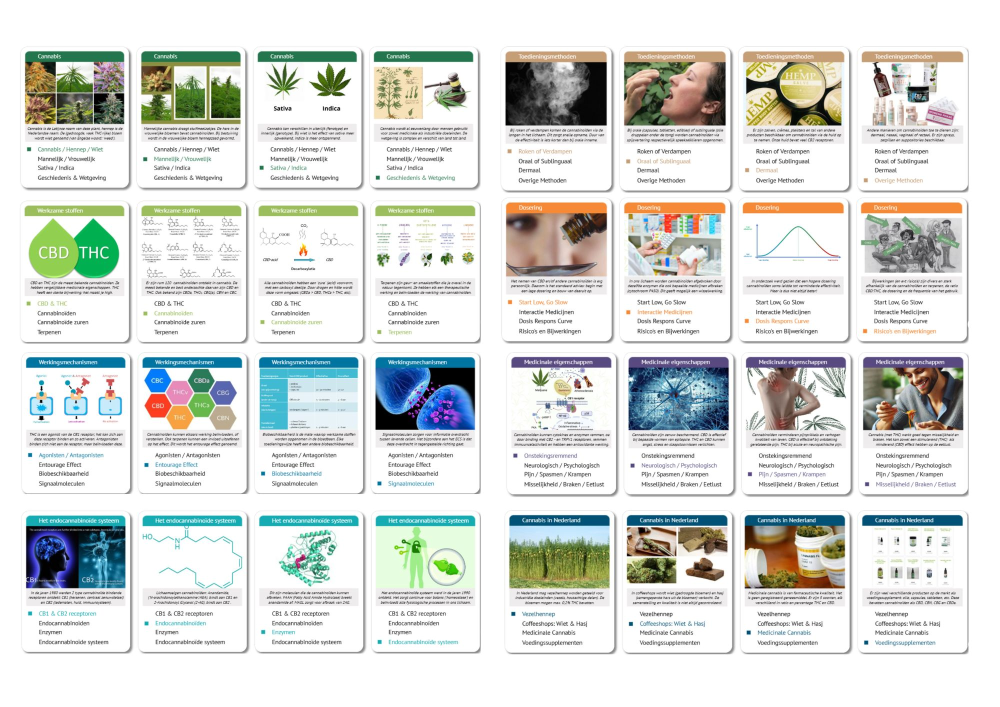 Cannabis
Cannabis is de Latijnse naam van deze plant, hennep is de
Nederlandse naam. De (gedroogde, vaak THC-rijke) bloem
wordt wiet genoemd (van Engelse woord: 'weed').
Cannabis / Hennep / Wiet
Mannelijk / Vrouwelijk
Sativa / Indica
Geschiedenis & Wetgeving
Cannabis
Mannelijke cannabis draagt stuifmeelzakjes. De hars in de
vrouwelijke bloemen bevat cannabinoïden. Bij bestuiving
wordt in de vrouwelijke bloem hennepzaad gevormd.
Cannabis / Hennep / Wiet
Mannelijk / Vrouwelijk
Sativa / Indica
Geschiedenis & Wetgeving
Cannabis
Sativa
Indica
Cannabis kan verschillen in uiterlijk (fenotype) en
innerlijk (genotype). Bij wiet is het effect van sativa meer
opwekkend, indica is meer ontspannend.
Cannabis / Hennep / Wiet
Mannelijk / Vrouwelijk
Sativa / Indica
Geschiedenis & Wetgeving
Cannabis
Cannabis wordt al eeuwenlang door mensen gebruikt
voor zowel medicinale als industriële doeleinden. De
wetgeving is complex en verschilt van land tot land.
Cannabis / Hennep / Wiet
Mannelijk / Vrouwelijk
Sativa / Indica
Geschiedenis & Wetgeving
Toedieningsmethoden
Bij roken of verdampen komen de cannabinoïden via de
longen in het lichaam. Dit zorgt snelle opname. Duur van
de effectiviteit is iets korter dan bij orale inname.
Roken of Verdampen
Oraal of Sublinguaal
Dermaal
Overige Methoden
Toedieningsmethoden
Bij orale (capsules, tabletten, edibles) of sublinguale (olie
druppelen onder de tong) worden cannabinoïden via
spijsvertering respectievelijk speekselklieren opgenomen.
Roken of Verdampen
Oraal of Sublinguaal
Dermaal
Overige Methoden
Toedieningsmethoden
HEMP
SALVE
Er zijn zalven, crèmes, pleisters en tal van andere
producten beschikbaar om cannabinoïden via de huid op
te nemen. Onze huid bevat veel CB2 receptoren.
Roken of Verdampen
Oraal of Sublinguaal
Dermaal
Overige Methoden
Toedieningsmethoden
CBD
WOMENS PHASE
Andere manieren om cannabinoïden toe te dienen zijn:
dermaal, nasaal, vaginaal of rectaal. Er zijn sprays,
zetpillen en suppositories beschikbaar.
Roken of Verdampen
Oraal of Sublinguaal
Dermaal
Overige Methoden
Werkzame stoffen
CBD THC
CBD en THC zijn de meest bekende cannabinoïden. Ze
hebben vergelijkbare medicinale eigenschappen. THC
heeft een sterke bijwerking: het maakt je high.
CBD & THC
Cannabinoïden
Cannabinoïde zuren
Terpenen
Werkzame stoffen
Er zijn rum 120 cannabinoïden ontdekt in cannabis. De
meest bekende en best onderzochte daarvan zijn CBD en
THC. Ook bekend zijn CBDa, THCv, CBG(a), CBN en CBC.
CBD & THC
Cannabinoïden
Cannabinoïde zuren
Terpenen
Werkzame stoffen
CO2
COOH
CBD-acid
CBD
Decarboxylatie
Alle cannabinoïden hebben een 'zure' (acid) voorvorm,
met een carboxyl deeltje. Door drogen en hitte wordt
deze vorm omgezet: (CBDa > CBD, THCa > THC, etc).
CBD & THC
Cannabinoïden
Cannabinoïde zuren
Terpenen
Werkzame stoffen
A-PINENE
LINALOOL
BETA
CARYOPHYLLENE
MYRCENE
LIMONENE
Terpenen zijn geur- en smaakstoffen die je overal in de
natuur tegenkomt. Ze hebben elk een therapeutische
werking en beïnvloeden de werking van cannabinoïden.
CBD & THC
Cannabinoïden
Cannabinoïde zuren
Terpenen
Dosering
Het nemen van CBD en/of andere cannabinoïden is erg
persoonlijk. Daarom is het standaard advies: begin met
een lage dosering en bouw van daaruit op.
Start Low, Go Slow
Interactie Medicijnen
Dosis Respons Curve
Risico's en Bijwerkingen
Dosering
In ons lichaam worden cannabinoïden afgebroken door
dezelfde enzymen die ook bepaalde medicijnen afbreken
(cytochroom P450). Dit geeft mogelijk een wisselwerking.
Start Low, Go Slow
Interactie Medicijnen
Dosis Respons Curve
Risico's en Bijwerkingen
Dosering
In onderzoek werd gezien dat een hogere dosering
cannabinoïden soms leidde tot verminderde effectiviteit.
Meer is dus niet altijd beter!
Start Low, Go Slow
Interactie Medicijnen
Dosis Respons Curve
Risico's en Bijwerkingen
Dosering
Bijwerkingen (en evt risico's) zijn divers en sterk
afhankelijk van de cannabinoïden en terpenen, de ratio
CBD:THC, de dosering en de frequentie van het gebruik.
Start Low, Go Slow
Interactie Medicijnen
Dosis Respons Curve
Risico's en Bijwerkingen
Werkingsmechanismen
Agonist
Agonist & Antagonist
Antagonist
Full activation
Less activation
No activation
THC is een agonist van de CB1 receptor; het kan zich aan
deze receptor binden en zo activeren. Antagonisten
binden zich niet aan de receptor, maar beïnvloeden deze.
Agonisten / Antagonisten
Entourage Effect
Biobeschikbaarheid
Signaalmoleculen
Werkingsmechanismen
CBC
CBDa
THCv
CBG
CBD
THCa
THC
CBN
Cannabinoïden kunnen elkaars werking beïnvloeden, of
versterken. Ook terpenen kunnen een invloed uitoefenen
op het effect. Dit wordt het entourage effect genoemd.
Agonisten / Antagonisten
Entourage Effect
Biobeschikbaarheid
Signaalmoleculen
Werkingsmechanismen
Biobeschikbaarheid is de mate waarop werkzame stoffen
worden opgenomen in de bloedbaan. Elke
toedieningswijze heeft een andere biobeschikbaarheid.
Agonisten / Antagonisten
Entourage Effect
Biobeschikbaarheid
Signaalmoleculen
Werkingsmechanismen
Signaalmoleculen zorgen voor informatie overdracht
tussen levende cellen. Het bijzondere aan het ECS is dat
deze overdracht in tegengestelde richting gaat.
Agonisten / Antagonisten
Entourage Effect
Biobeschikbaarheid
Signaalmoleculen
Medicinale eigenschappen
Marijuana
Genistein
Atherosclerosis
CB1 receptor
cAMP↑
NF-κB
p38
PKA
Inflammation
Oxidative stress
Cannabinoïden kunnen cytokines en enzymen remmen, oa
door binding met CB2 - en TRPV1 receptoren, remmen
immuuncelactiviteit en hebben een antioxidante werking.
Onstekingsremmend
Neurologisch / Psychologisch
Pijn / Spasmen / Krampen
Misselijkheid / Braken / Eetlust
Medicinale eigenschappen
Cannabinoïden zijn zenuw beschermend. CBD is effectief
bij bepaalde vormen van epilepsie. THC en CBD kunnen
angst, stress en slaapstoornissen verlichten.
Onstekingsremmend
Neurologisch / Psychologisch
Pijn / Spasmen / Krampen
Misselijkheid / Braken / Eetlust
Medicinale eigenschappen
Cannabinoïden verminderen pijnprikkels en verhogen
kwaliteit van leven. CBD is effectief bij ontsteking
gerelateerde pijn, THC bij acute en neuropathische pijn.
Onstekingsremmend
Neurologisch / Psychologisch
Pijn / Spasmen / Krampen
Misselijkheid / Braken / Eetlust
Medicinale eigenschappen
Cannabis (met THC) werkt goed tegen misselijkheid en
braken. Het kan zowel een stimulerend (THC) als
minderend (CBD) effect hebben op de eetlust.
Onstekingsremmend
Neurologisch / Psychologisch
Pijn / Spasmen / Krampen
Misselijkheid / Braken / Eetlust
Het endocannabinoïde systeem
CB1
CB2
In de jaren 1980 werden 2 type cannabinoïde bindende
receptoren ontdekt: CB1 (hersenen, centraal zenuwstelsel)
en CB2 (ledematen, huid, immuunsysteem).
CB1 & CB2 receptoren
Endocannabinoïden
Enzymen
Endocannabinoïde systeem
Het endocannabinoïde systeem
HO
N
H
O
Lichaamseigen cannabinoïden: Anandamide,
('N-arachidonoylethanolamine'/AEA), bindt aan CB1 en
2-Arachidonoyl Glycerol (2-AG), bindt aan CB2 .
CB1 & CB2 receptoren
Endocannabinoïden
Enzymen
Endocannabinoïde systeem
Het endocannabinoïde systeem
Dit zijn moleculen die de cannabinoïden kunnen
afbreken. FAAH (Fatty Acid Amide Hydrolase) breekt
anandamide af. MAGL zorgt voor afbraak van 2AG.
CB1 & CB2 receptoren
Endocannabinoïden
Enzymen
Endocannabinoïde systeem
Het endocannabinoïde systeem
Het endocannabinoïde systeem werd in de jaren 1990
ontdekt. Het zorgt continue voor balans ('homeostase') en
beïnvloedt alle fysiologische processen in ons lichaam.
CB1 & CB2 receptoren
Endocannabinoïden
Enzymen
Endocannabinoïde systeem
Cannabis in Nederland
In Nederland mag vezelhennep worden geteeld voor
industriële doeleinden (vezels, houtachtige delen). De
bloemen mogen max. 0,2% THC bevatten.
Vezelhennep
Coffeeshops: Wiet & Hasj
Medicinale Cannabis
Voedingssupplementen
Cannabis in Nederland
In coffeeshops wordt wiet (gedroogde bloemen) en hasj
(samengeperste hars uit de bloemen) verkocht. De
samenstelling en kwaliteit is niet altijd gecontroleerd.
Vezelhennep
Coffeeshops: Wiet & Hasj
Medicinale Cannabis
Voedingssupplementen
Cannabis in Nederland
Medicinale cannabis is van farmaceutische kwaliteit. Het
is geen geregistreerd geneesmiddel. Er zijn 5 soorten, elk
verschillend in ratio en percentage THC en CBD.
Vezelhennep
Coffeeshops: Wiet & Hasj
Medicinale Cannabis
Voedingssupplementen
Cannabis in Nederland
Er zijn veel verschillende producten op de markt als
voedingssupplement: olie, capsules, tabletten, etc. Deze
bevatten cannabinoïden als CBD, CBN, CBG en CBDa.
Vezelhennep
Coffeeshops: Wiet & Hasj
Medicinale Cannabis
Voedingssupplementen